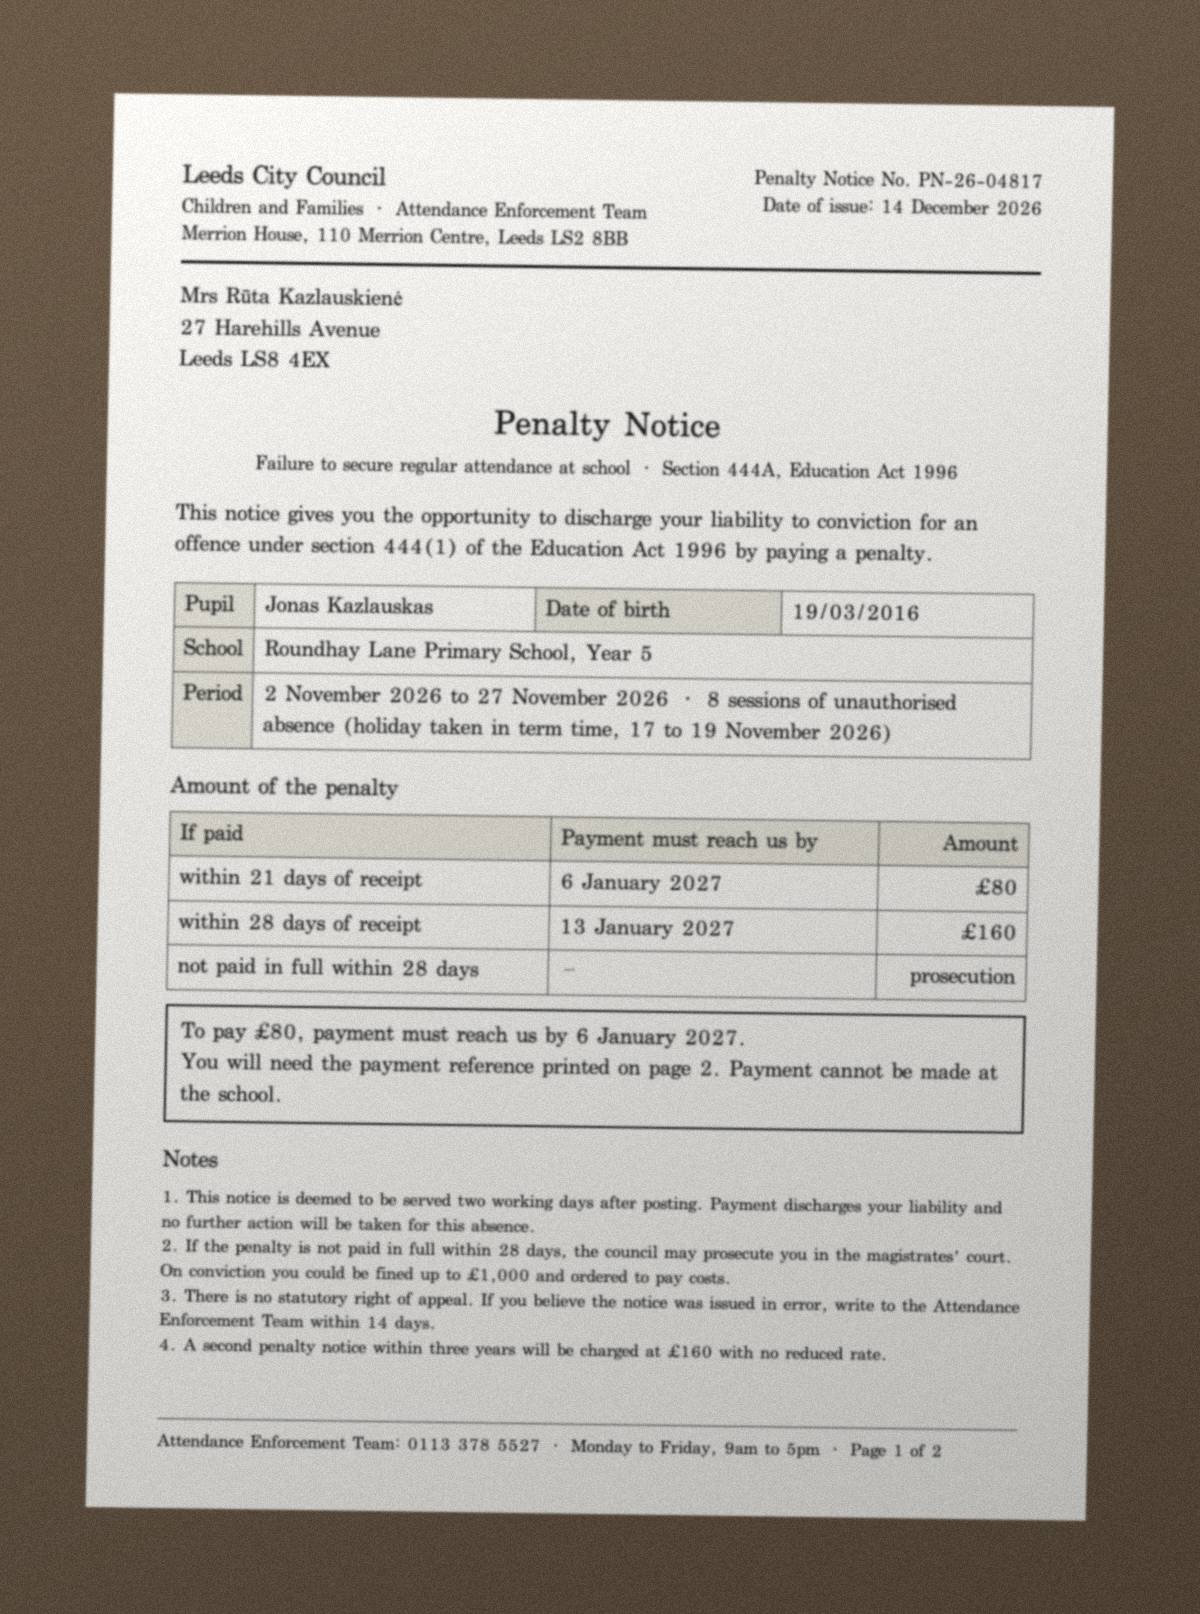 Leeds City Council
Children and Families · Attendance Enforcement Team
Merrion House, 110 Merrion Centre, Leeds LS2 8BB
Penalty Notice No. PN-26-04817
Date of issue: 14 December 2026
Mrs Rūta Kazlauskienė
27 Harehills Avenue
Leeds LS8 4EX
Penalty Notice
Failure to secure regular attendance at school · Section 444A, Education Act 1996
This notice gives you the opportunity to discharge your liability to conviction for an
offence under section 444(1) of the Education Act 1996 by paying a penalty.
Pupil Jonas Kazlauskas Date of birth 19/03/2016
School Roundhay Lane Primary School, Year 5
Period 2 November 2026 to 27 November 2026 · 8 sessions of unauthorised
absence (holiday taken in term time, 17 to 19 November 2026)
Amount of the penalty
If paid Payment must reach us by Amount
within 21 days of receipt 6 January 2027 £80
within 28 days of receipt 13 January 2027 £160
not paid in full within 28 days – prosecution
To pay £80, payment must reach us by 6 January 2027.
You will need the payment reference printed on page 2. Payment cannot be made at
the school.
Notes
1. This notice is deemed to be served two working days after posting. Payment discharges your liability and
no further action will be taken for this absence.
2. If the penalty is not paid in full within 28 days, the council may prosecute you in the magistrates' court.
On conviction you could be fined up to £1,000 and ordered to pay costs.
3. There is no statutory right of appeal. If you believe the notice was issued in error, write to the Attendance
Enforcement Team within 14 days.
4. A second penalty notice within three years will be charged at £160 with no reduced rate.
Attendance Enforcement Team: 0113 378 5527 · Monday to Friday, 9am to 5pm · Page 1 of 2